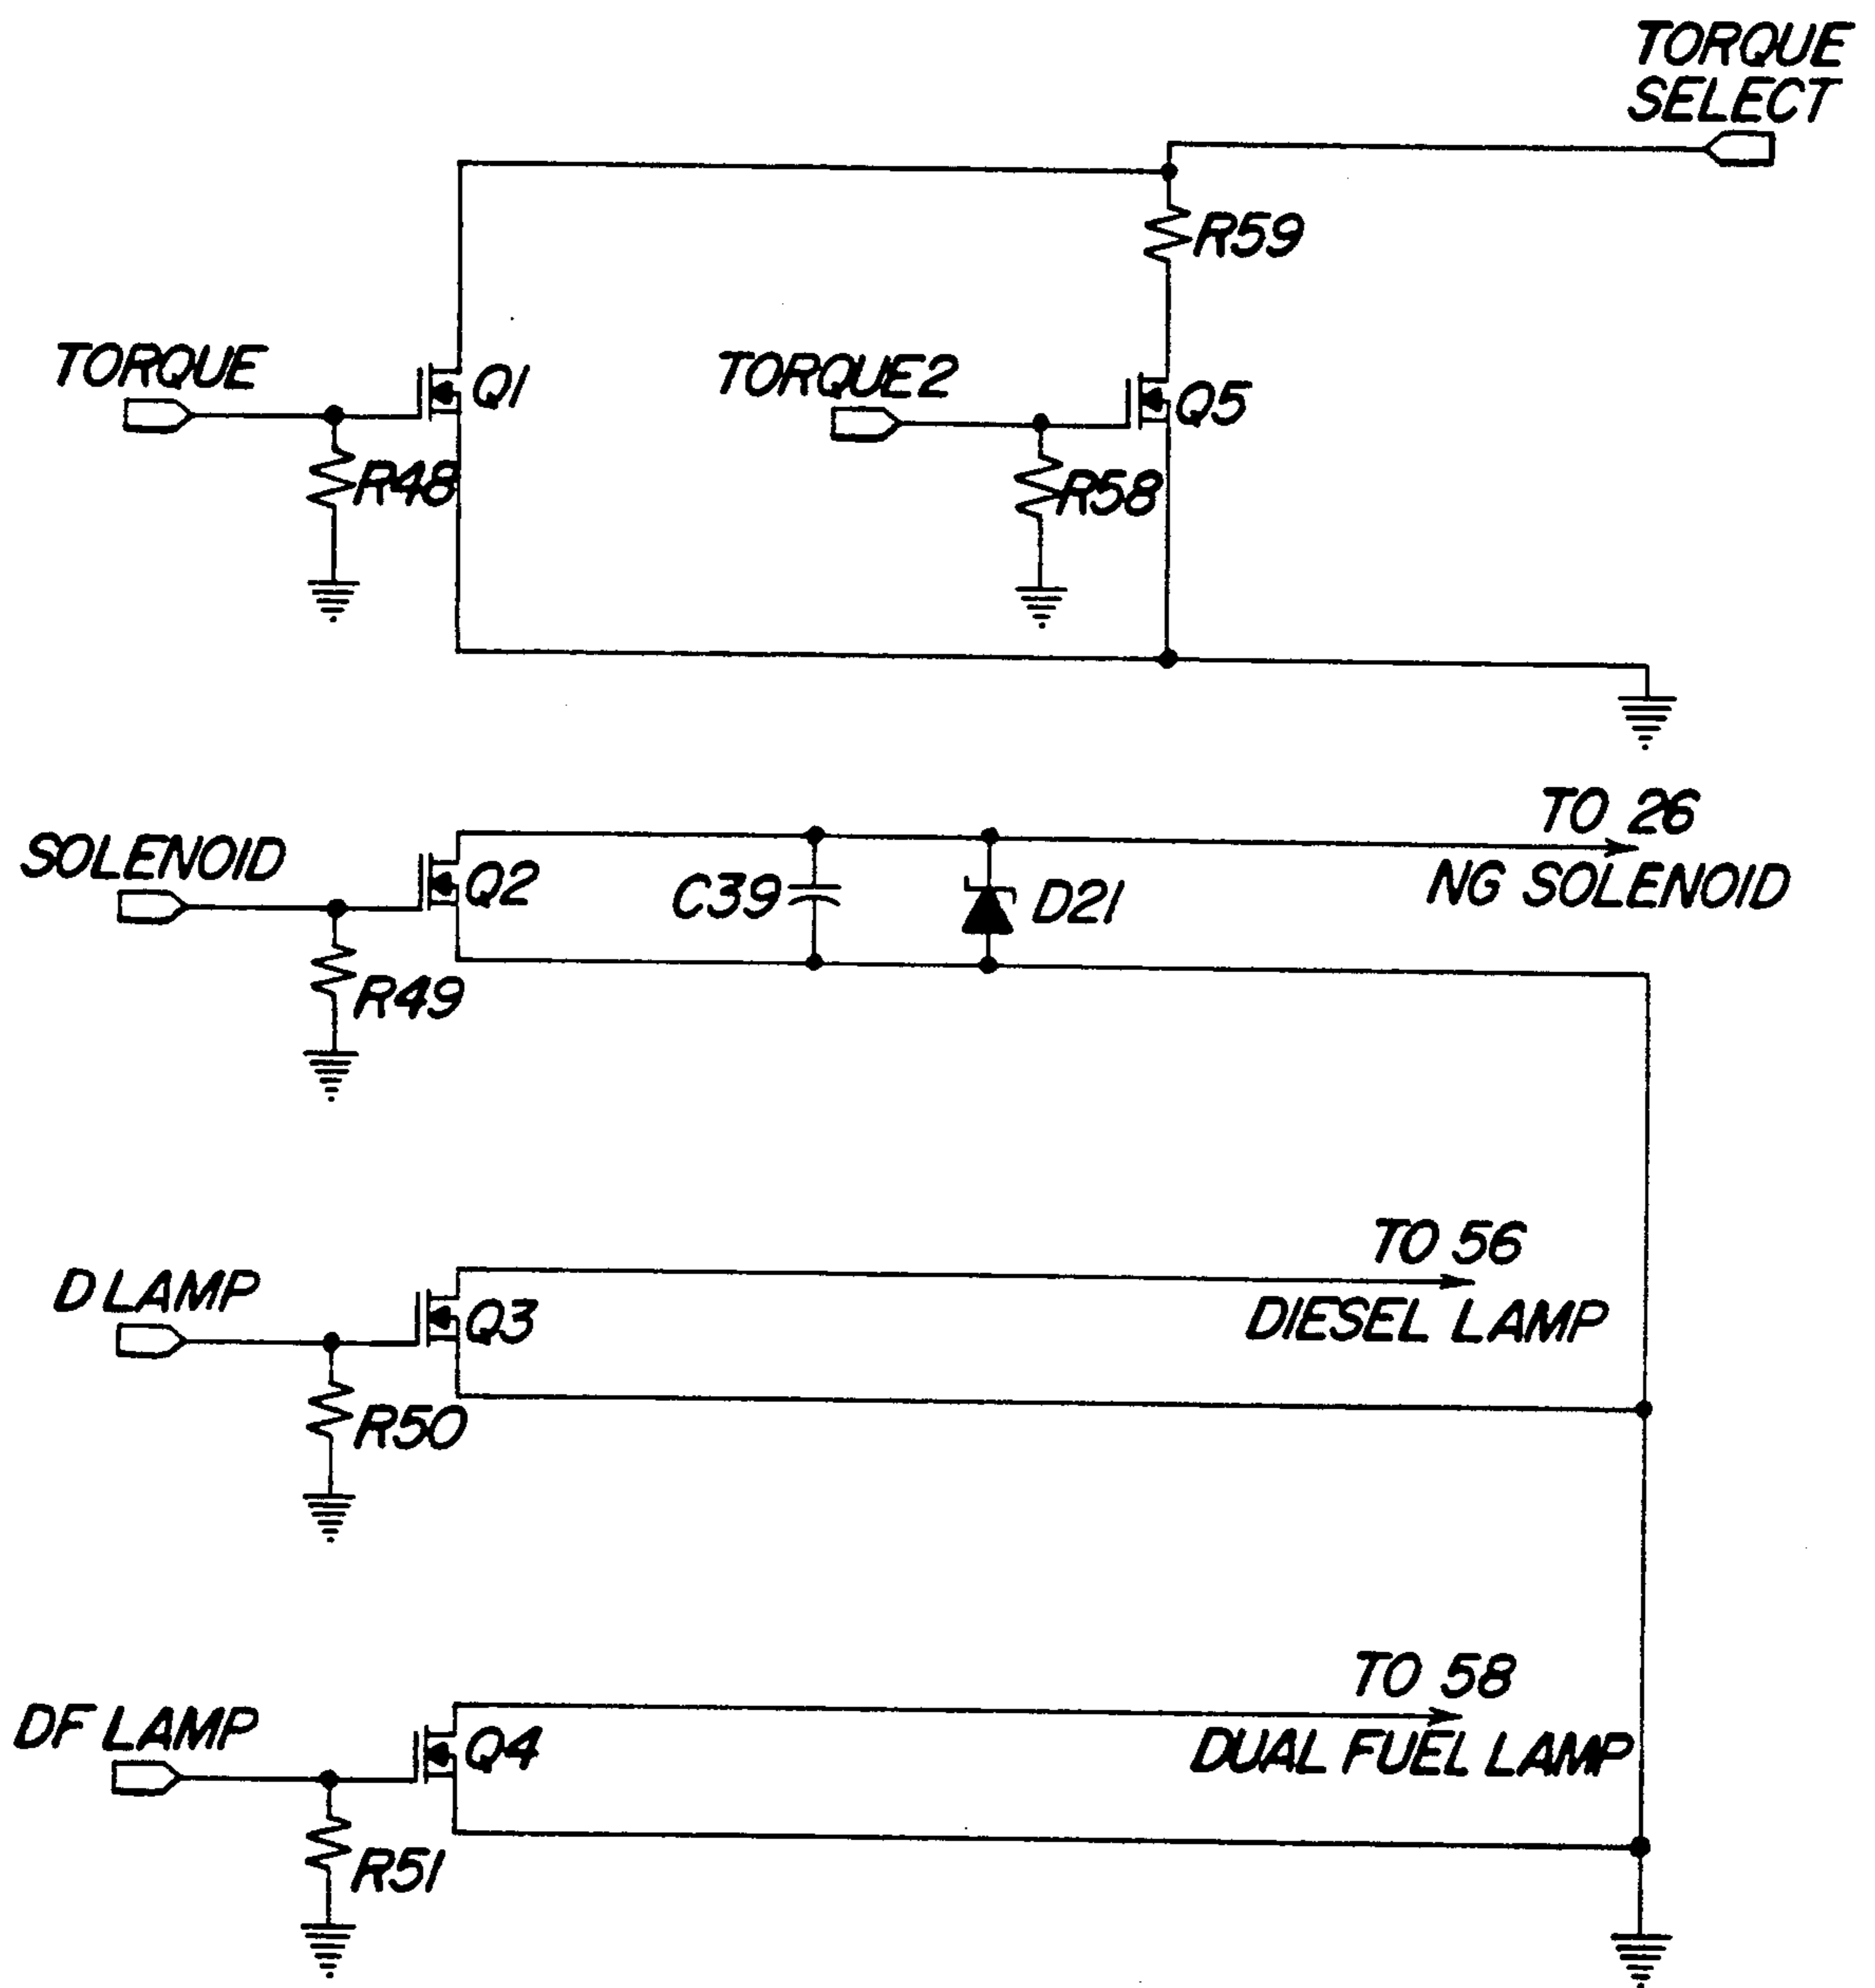 TORQUE
SELECT
R59
TORQUE
Q1
TORQUE2
Q5
R48
R58
TO 26
SOLENOID
Q2
C39
D21
NG SOLENOID
R49
TO 56
D LAMP
Q3
DIESEL LAMP
R50
TO 58
DF LAMP
Q4
DUAL FUEL LAMP
R51